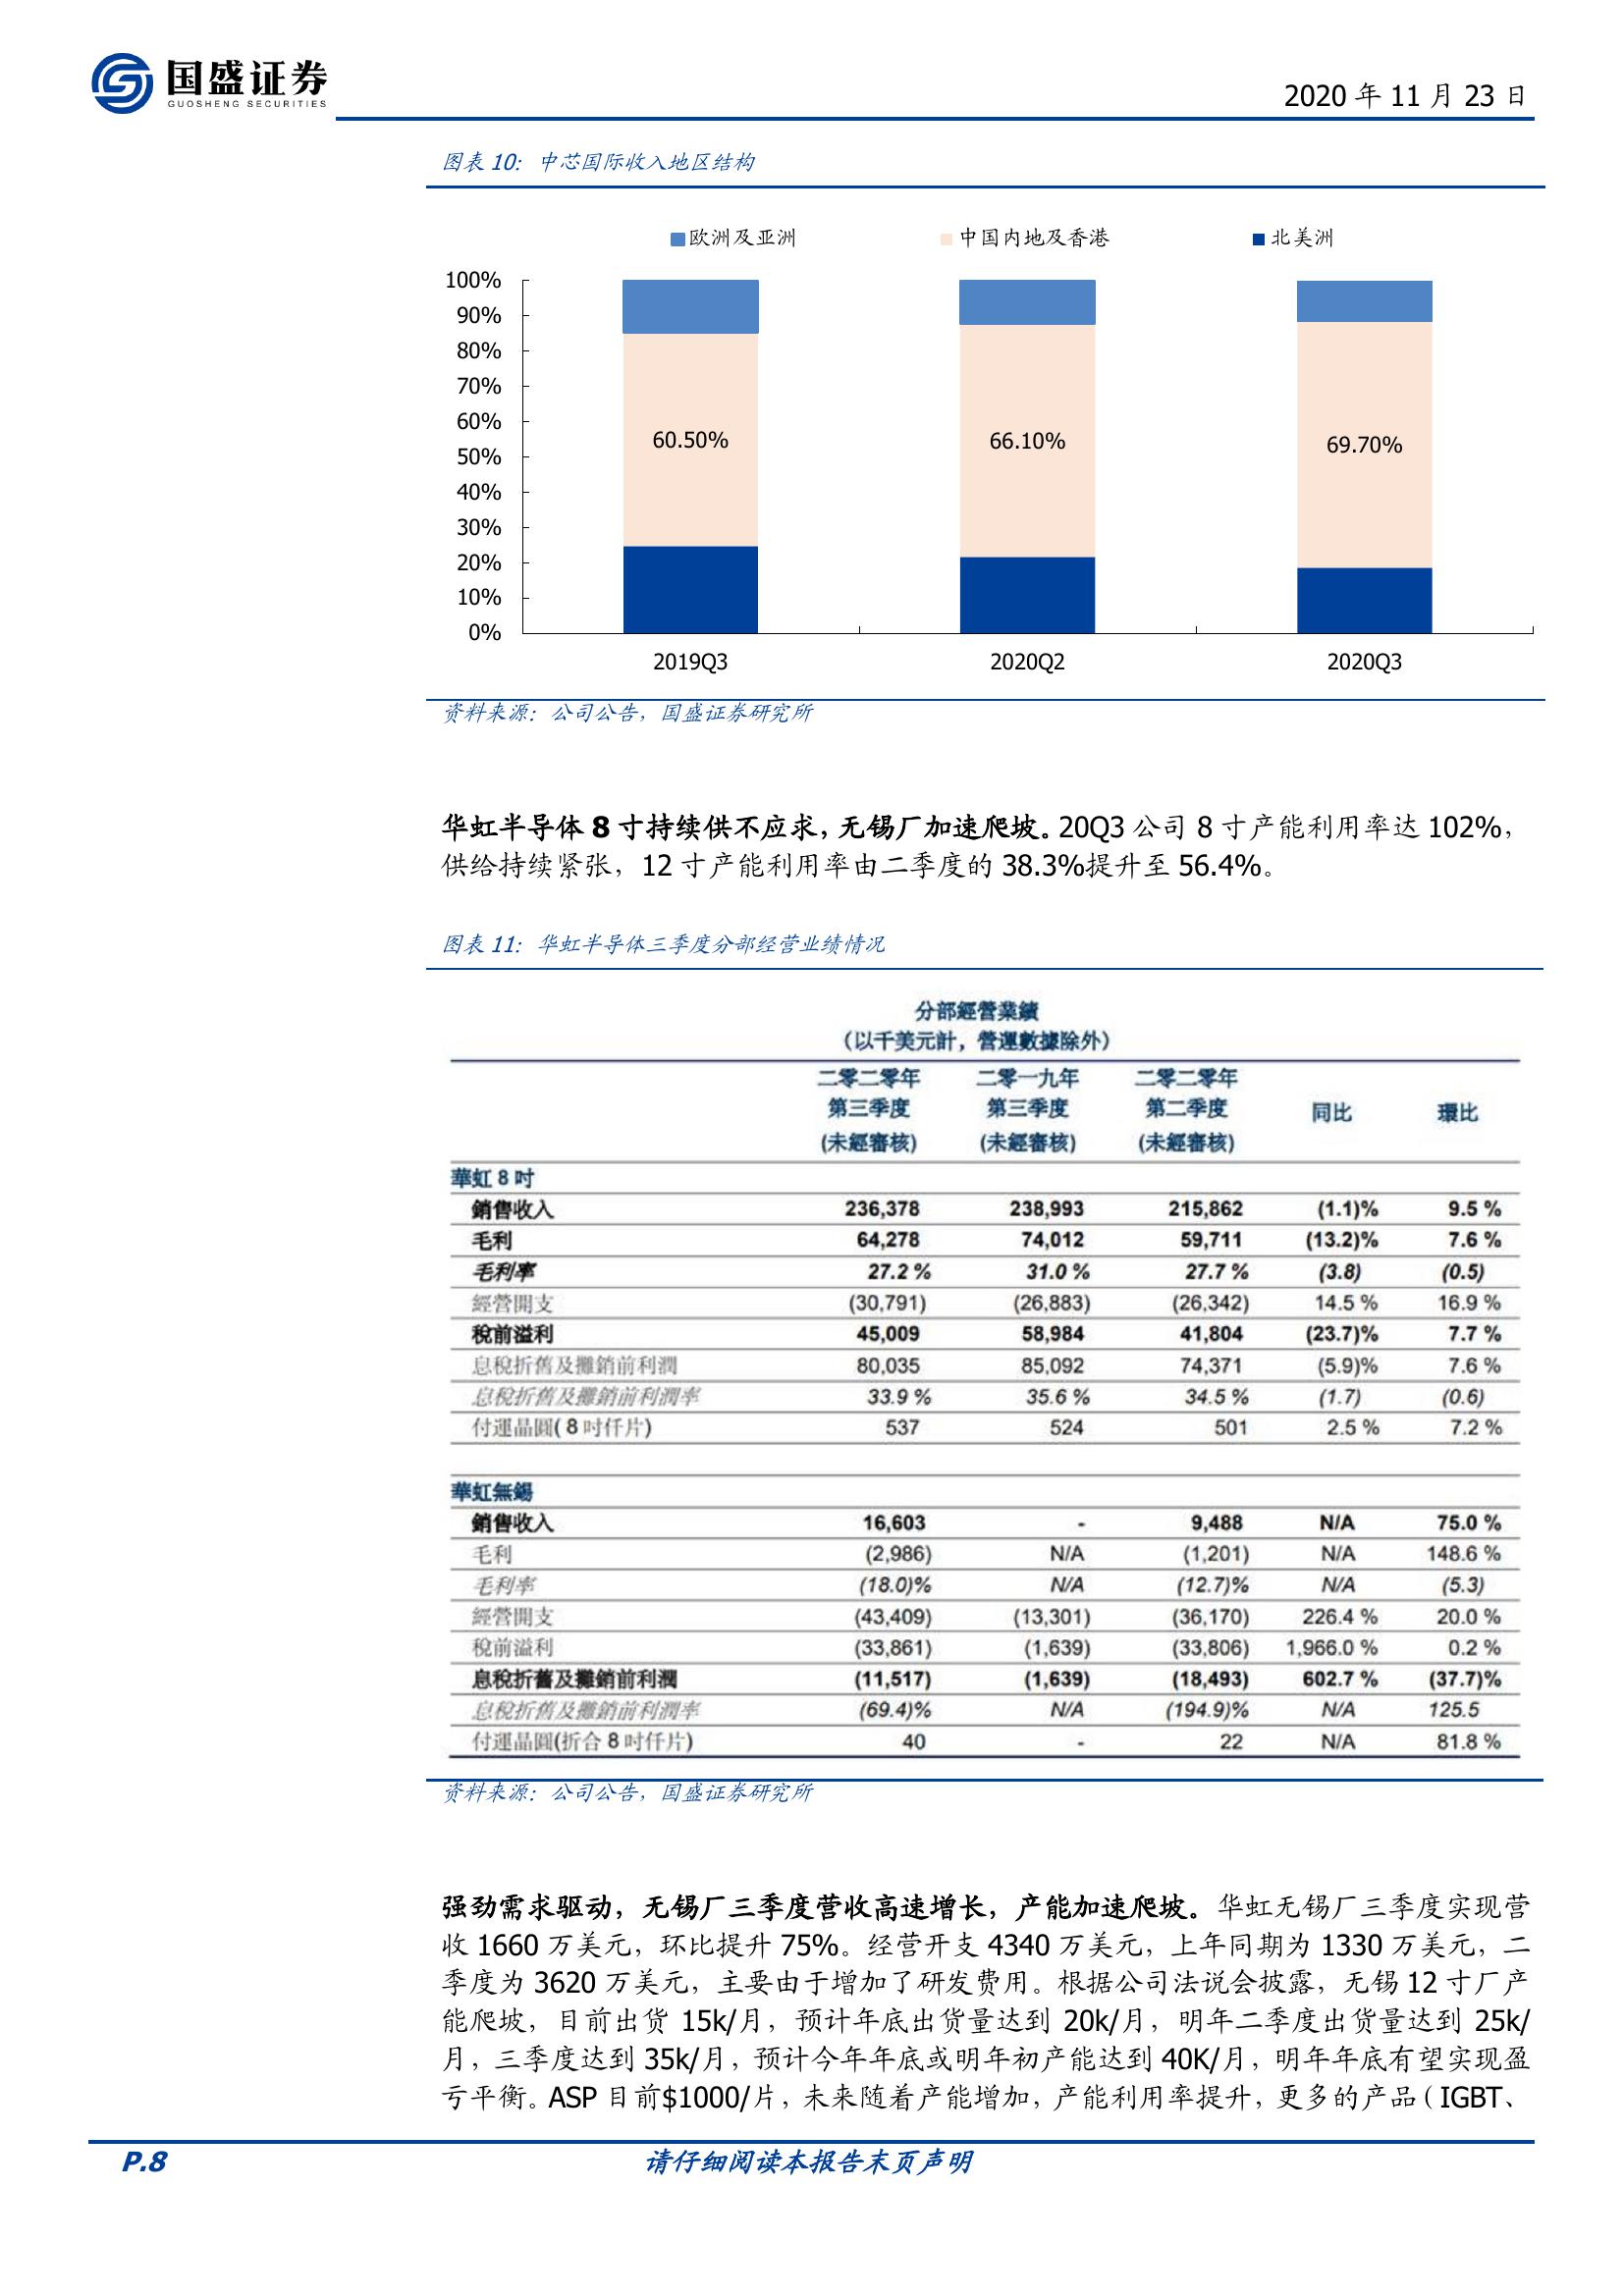 国盛证券
GUOSHENG SECURITIES
2020 年 11 月 23 日
图表 10： 中芯国际收入地区结构
欧洲及亚洲 中国内地及香港 北美洲
100%
90%
80%
70%
60%
50%
40%
30%
20%
10%
0%
60.50% 66.10% 69.70%
2019Q3 2020Q2 2020Q3
资料来源：公司公告，国盛证券研究所
华虹半导体 8 寸持续供不应求，无锡厂加速爬坡。20Q3 公司 8 寸产能利用率达 102%，
供给持续紧张，12 寸产能利用率由二季度的 38.3%提升至 56.4%。
图表 11： 华虹半导体三季度分部经营业绩情况
分部經營業績
（以千美元計，營運數據除外）
二零二零年 二零一九年 二零二零年
第三季度 第三季度 第二季度 同比 環比
(未經審核) (未經審核) (未經審核)
華虹 8 吋
銷售收入 236,378 238,993 215,862 (1.1)% 9.5 %
毛利 64,278 74,012 59,711 (13.2)% 7.6 %
毛利率 27.2 % 31.0 % 27.7 % (3.8) (0.5)
經營開支 (30,791) (26,883) (26,342) 14.5 % 16.9 %
稅前溢利 45,009 58,984 41,804 (23.7)% 7.7 %
息稅折舊及攤銷前利潤 80,035 85,092 74,371 (5.9)% 7.6 %
息稅折舊及攤銷前利潤率 33.9 % 35.6 % 34.5 % (1.7) (0.6)
付運晶圓( 8 吋仟片) 537 524 501 2.5 % 7.2 %
華虹無錫
銷售收入 16,603 - 9,488 N/A 75.0 %
毛利 (2,986) N/A (1,201) N/A 148.6 %
毛利率 (18.0)% N/A (12.7)% N/A (5.3)
經營開支 (43,409) (13,301) (36,170) 226.4 % 20.0 %
稅前溢利 (33,861) (1,639) (33,806) 1,966.0 % 0.2 %
息稅折舊及攤銷前利潤 (11,517) (1,639) (18,493) 602.7 % (37.7)%
息稅折舊及攤銷前利潤率 (69.4)% N/A (194.9)% N/A 125.5
付運晶圓(折合 8 吋仟片) 40 - 22 N/A 81.8 %
资料来源：公司公告，国盛证券研究所
强劲需求驱动，无锡厂三季度营收高速增长，产能加速爬坡。华虹无锡厂三季度实现营
收 1660 万美元，环比提升 75%。经营开支 4340 万美元，上年同期为 1330 万美元，二
季度为 3620 万美元，主要由于增加了研发费用。根据公司法说会披露，无锡 12 寸厂产
能爬坡，目前出货 15k/月，预计年底出货量达到 20k/月，明年二季度出货量达到 25k/
月，三季度达到 35k/月，预计今年年底或明年初产能达到 40K/月，明年年底有望实现盈
亏平衡。ASP 目前$1000/片，未来随着产能增加，产能利用率提升，更多的产品（IGBT、
P.8 请仔细阅读本报告末页声明